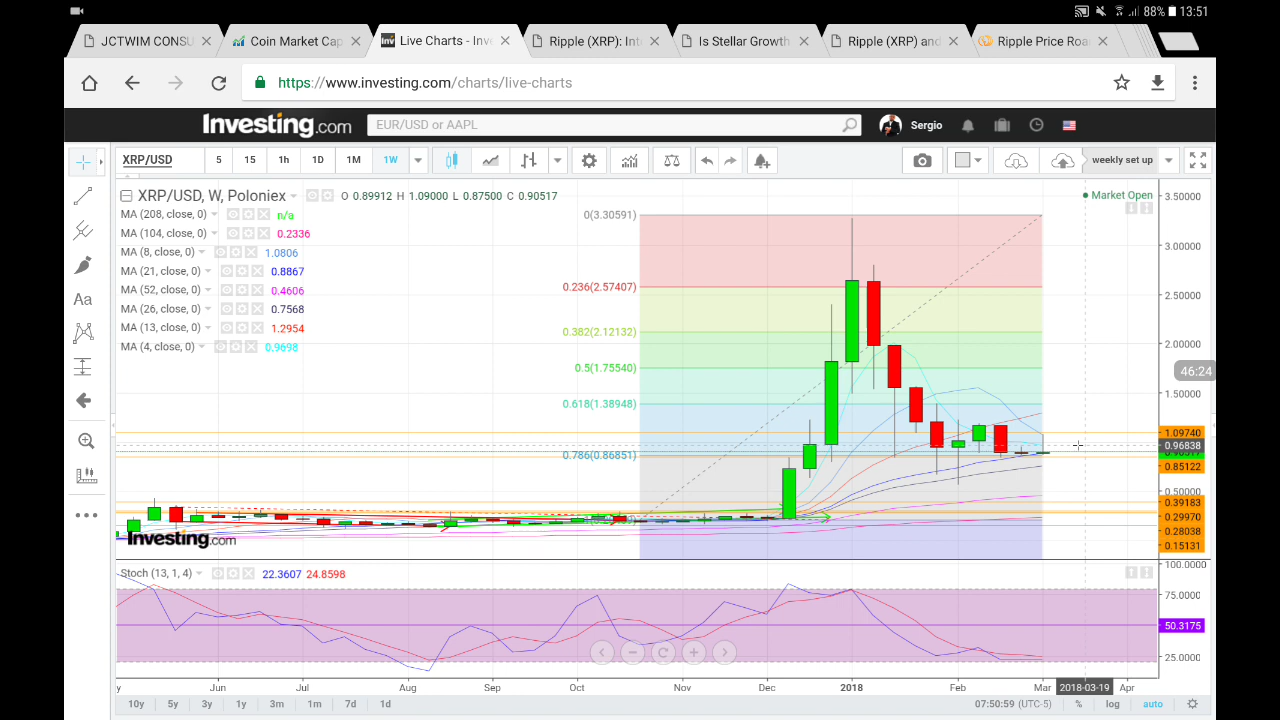 88% 13:51
JCTWIM CONSU
Coin Market Cap
Live Charts - Inve
Ripple (XRP): Int
Is Stellar Growth
Ripple (XRP) and
Ripple Price Roa
https://www.investing.com/charts/live-charts
Investing.com
EUR/USD or AAPL
Sergio
XRP/USD 5 15 1h 1D 1M 1W
weekly set up
XRP/USD, W, Poloniex O 0.89912 H 1.09000 L 0.87500 C 0.90517
Market Open
MA (208, close, 0) n/a
MA (104, close, 0) 0.2336
MA (8, close, 0) 1.0806
MA (21, close, 0) 0.8867
MA (52, close, 0) 0.4606
MA (26, close, 0) 0.7568
MA (13, close, 0) 1.2954
MA (4, close, 0) 0.9698
Aa
0(3.30591)
0.236(2.57407)
0.382(2.12132)
0.5(1.75540)
0.618(1.38948)
0.786(0.86851)
3.50000
3.00000
2.50000
2.00000
46:24
1.50000
1.09740
0.96838
0.85122
0.50000
0.39183
0.29970
0.28038
0.15131
Investing.com
Stoch (13, 1, 4) 22.3607 24.8598
100.0000
75.0000
50.3175
25.0000
y Jun Jul Aug Sep Oct Nov Dec 2018 Feb Mar 2018-03-19 Apr
10y 5y 3y 1y 3m 1m 7d 1d 07:50:59 (UTC-5) % log auto